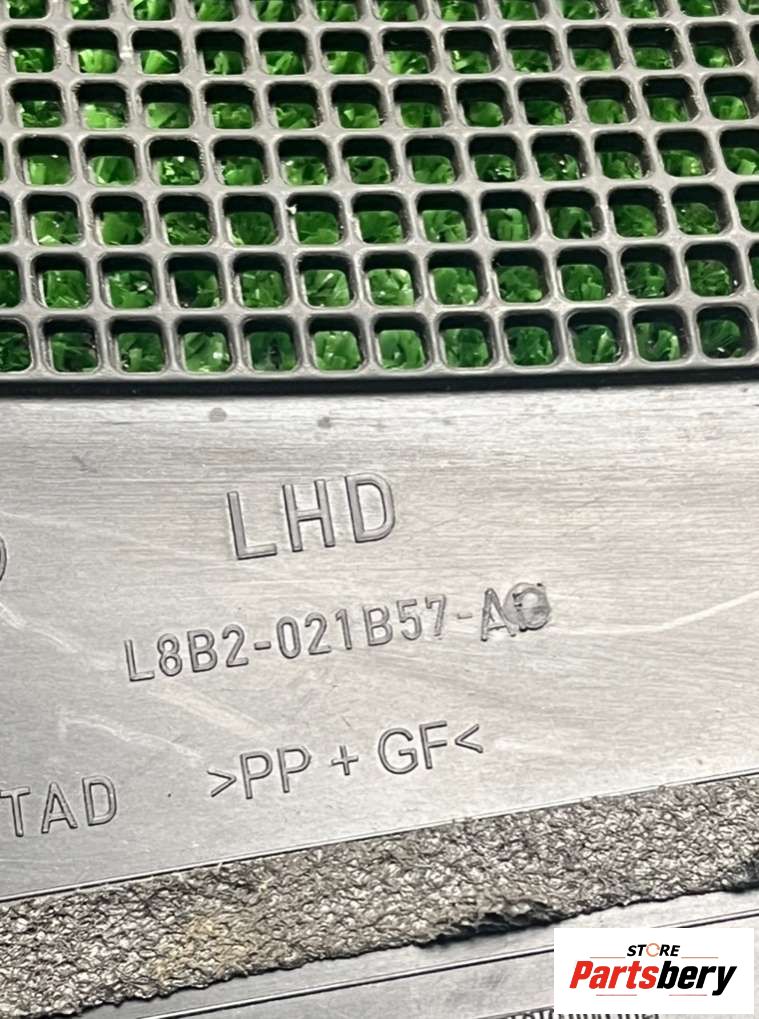 LHD
L8B2-021B57-A
TAD
>PP + GF<
STORE
Partsbery